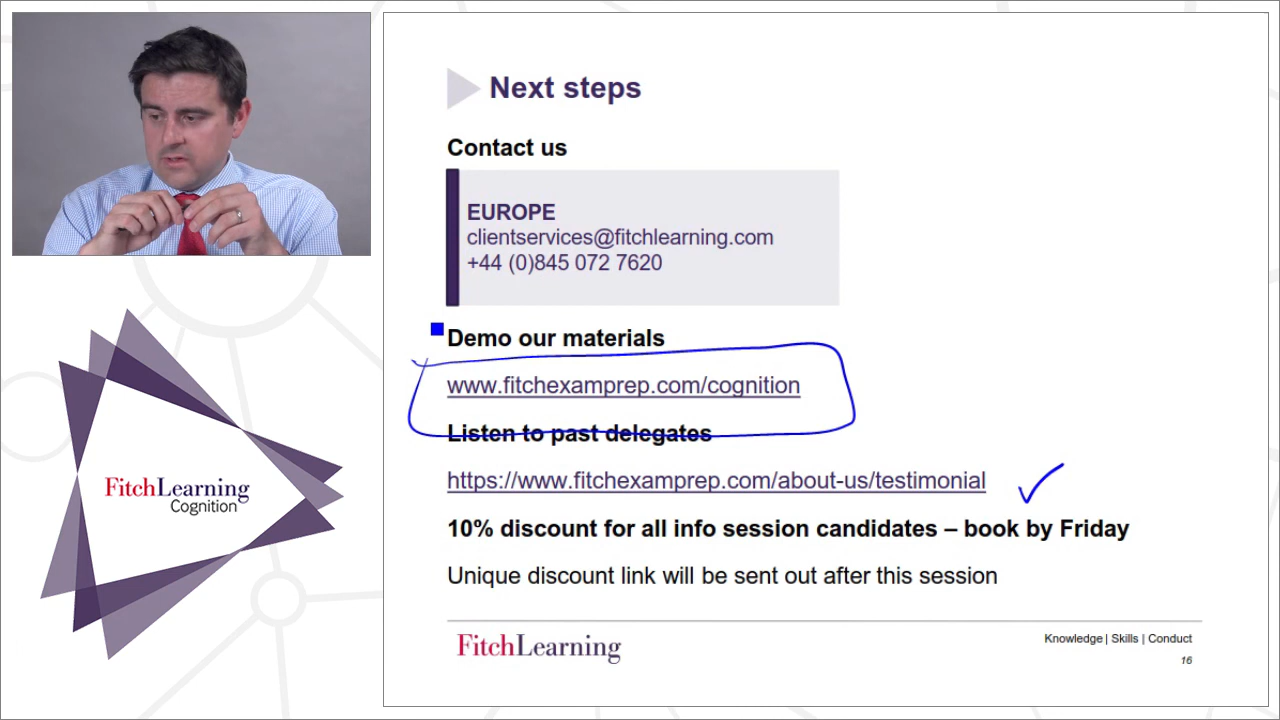 Next steps
Contact us
EUROPE
clientservices@fitchlearning.com
+44 (0)845 072 7620
Demo our materials
www.fitchexamprep.com/cognition
Listen to past delegates
https://www.fitchexamprep.com/about-us/testimonial
10% discount for all info session candidates – book by Friday
Unique discount link will be sent out after this session
FitchLearning
Knowledge | Skills | Conduct
16
FitchLearning
Cognition